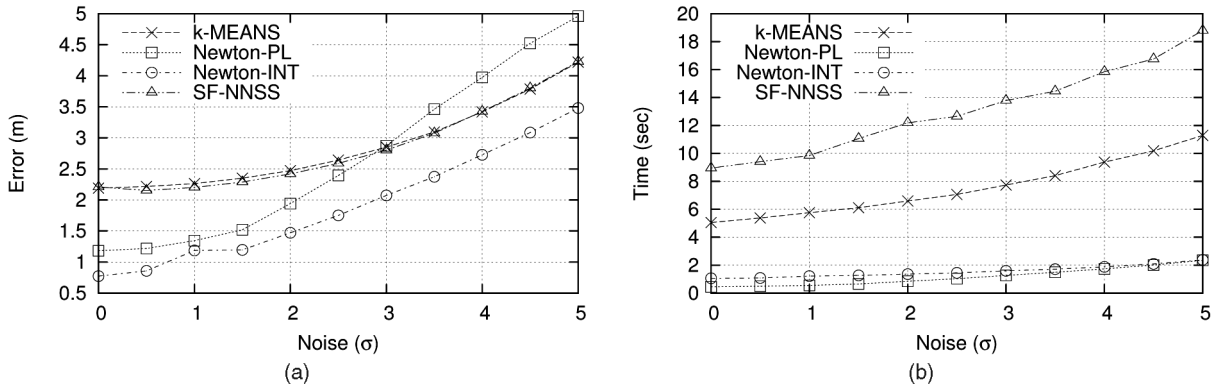 k-MEANS
Newton-PL
Newton-INT
SF-NNSS
5
4.5
4
3.5
3
2.5
2
1.5
1
0.5
Error (m)
0 1 2 3 4 5
Noise (σ)
(a)
k-MEANS
Newton-PL
Newton-INT
SF-NNSS
20
18
16
14
12
10
8
6
4
2
0
Time (sec)
0 1 2 3 4 5
Noise (σ)
(b)